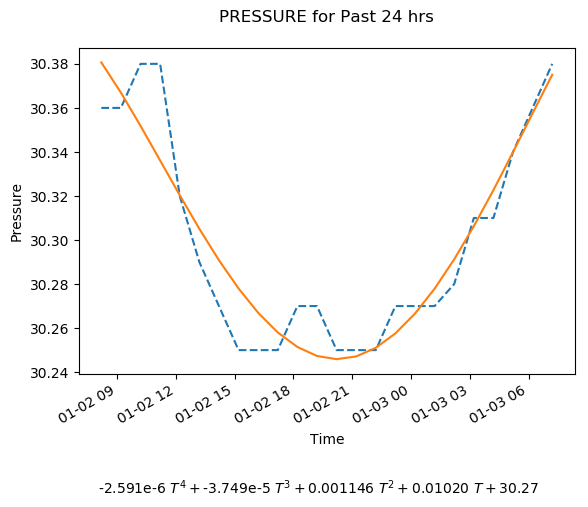 PRESSURE for Past 24 hrs
30.38
30.36
30.34
30.32
30.30
30.28
30.26
30.24
Pressure
01-02 09 01-02 12 01-02 15 01-02 18 01-02 21 01-03 00 01-03 03 01-03 06
Time
-2.591e-6 T⁴ + -3.749e-5 T³ + 0.001146 T² + 0.01020 T + 30.27